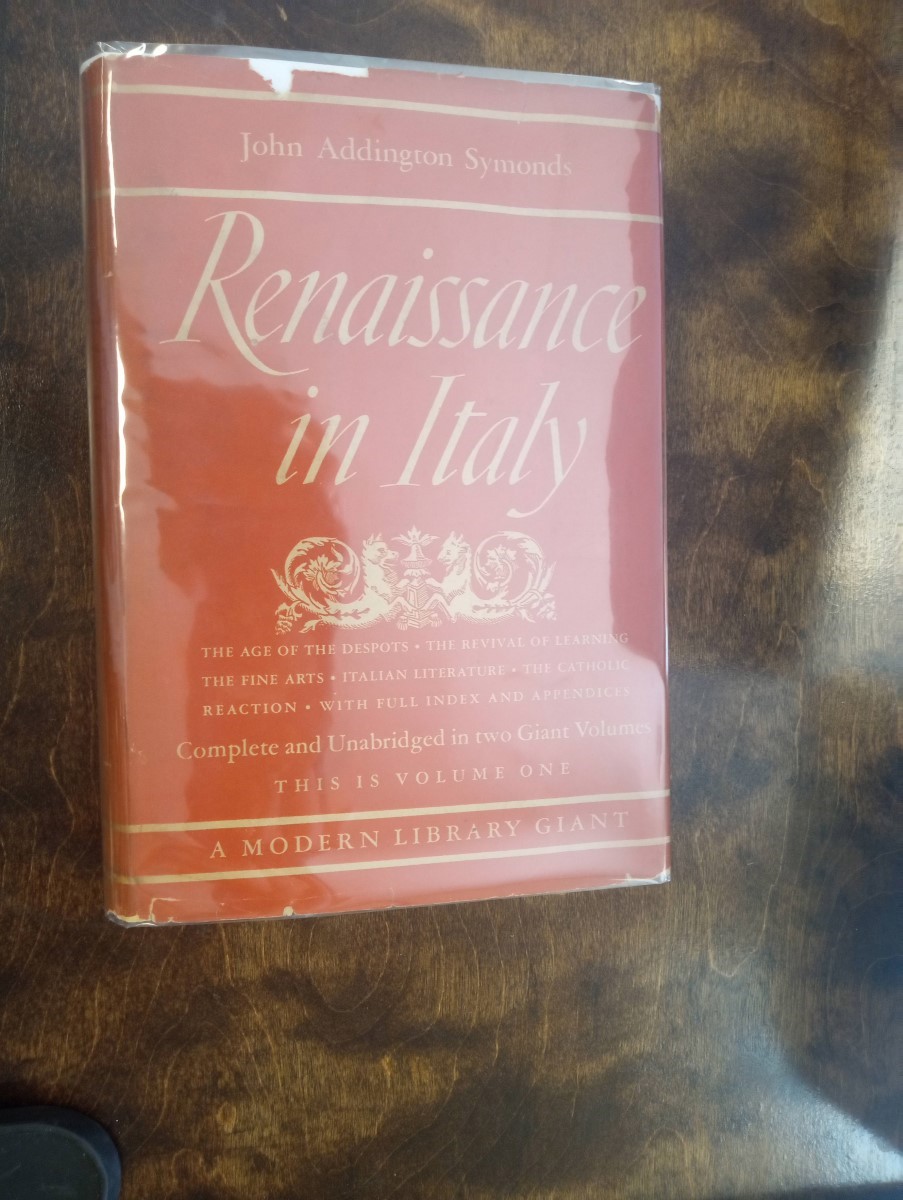 John Addington Symonds
Renaissance
in Italy
THE AGE OF THE DESPOTS • THE REVIVAL OF LEARNING
THE FINE ARTS • ITALIAN LITERATURE • THE CATHOLIC
REACTION • WITH FULL INDEX AND APPENDICES
Complete and Unabridged in two Giant Volumes
THIS IS VOLUME ONE
A MODERN LIBRARY GIANT